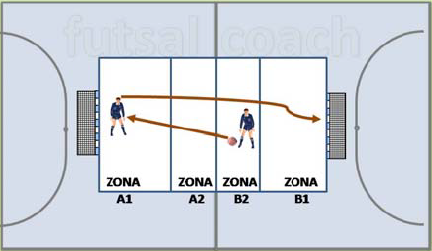 futsal coach
ZONA ZONA ZONA ZONA
A1 A2 B2 B1